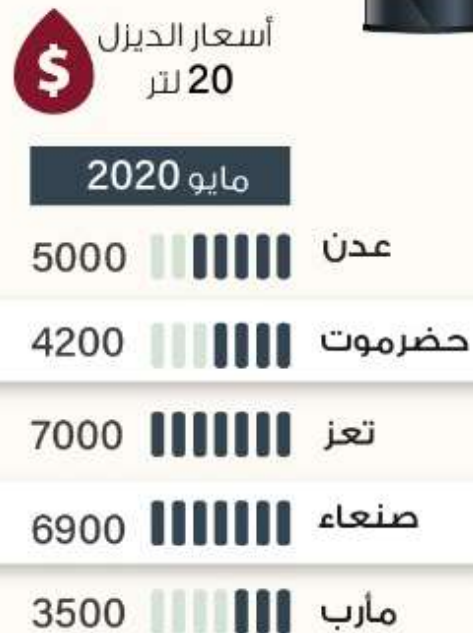 أسعار الديزل
20 لتر
$
مايو 2020
عدن 5000
حضرموت 4200
تعز 7000
صنعاء 6900
مأرب 3500